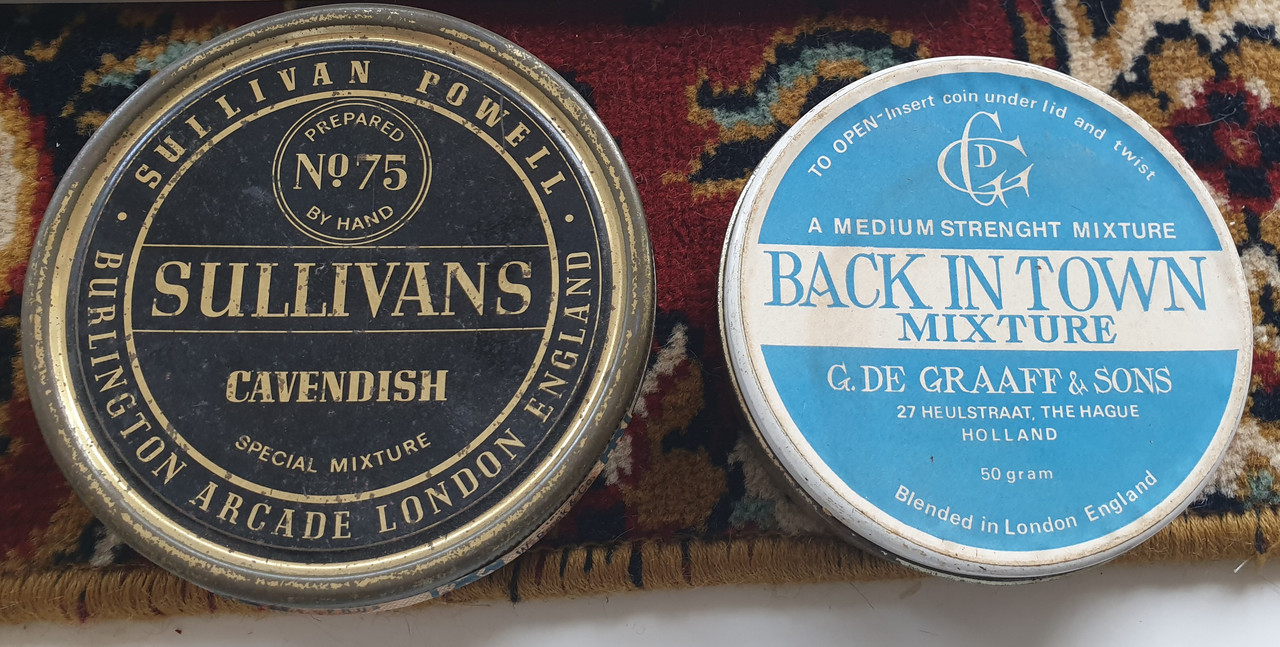 SULLIVAN POWELL
PREPARED
Nº 75
BY HAND
SULLIVANS
CAVENDISH
SPECIAL MIXTURE
BURLINGTON ARCADE LONDON ENGLAND
TO OPEN-Insert coin under lid and twist
G D G
A MEDIUM STRENGHT MIXTURE
BACK IN TOWN
MIXTURE
G. DE GRAAFF & SONS
27 HEULSTRAAT, THE HAGUE
HOLLAND
50 gram
Blended in London England